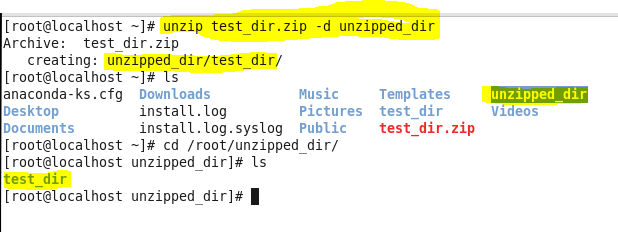 [root@localhost ~]# unzip test_dir.zip -d unzipped_dir
Archive:  test_dir.zip
   creating: unzipped_dir/test_dir/
[root@localhost ~]# ls
anaconda-ks.cfg  Downloads           Music     Templates     unzipped_dir
Desktop          install.log         Pictures  test_dir      Videos
Documents        install.log.syslog  Public    test_dir.zip
[root@localhost ~]# cd /root/unzipped_dir/
[root@localhost unzipped_dir]# ls
test_dir
[root@localhost unzipped_dir]#